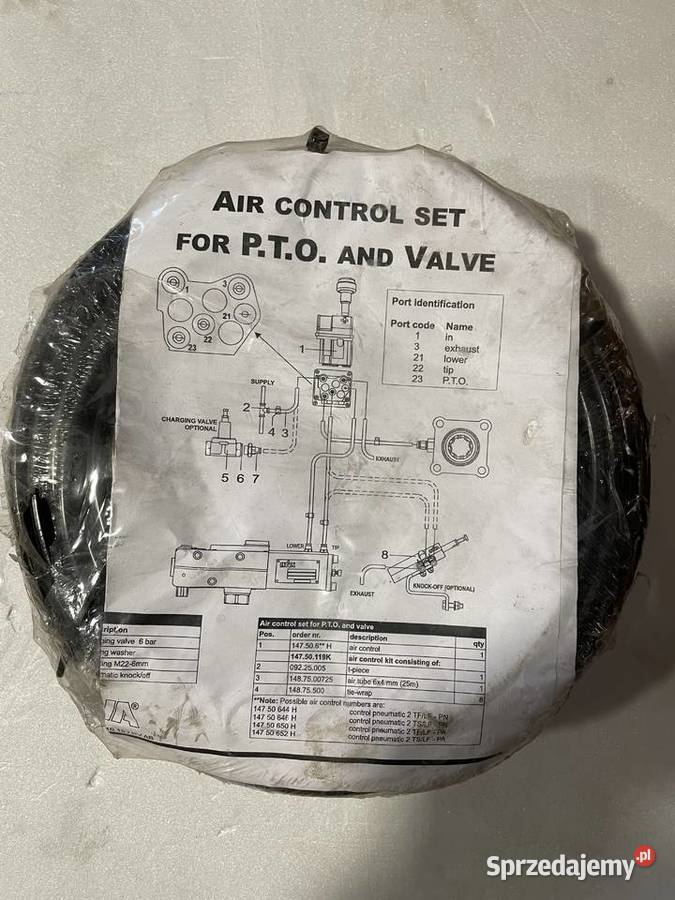 AIR CONTROL SET
FOR P.T.O. AND VALVE
1
3
21
22
23
Port identification
Port code Name
1 in
3 exhaust
21 lower
22 tip
23 P.T.O.
1
SUPPLY
2
4
3
CHARGING VALVE
OPTIONAL
5 6 7
EXHAUST
LOWER
TIP
8
EXHAUST
KNOCK-OFF (OPTIONAL)
ription
ping valve 6 bar
ng washer
ing M22-6mm
matic knock/off
VA®
Air control set for P.T.O. and valve
Pos. order nr. description qty
1 147.50.6** H air control 1
147.50.119K air control kit consisting of:
2 092.25.005 t-piece 1
3 148.75.00725 air tube 6x4 mm (25m) 1
4 148.75.500 tie-wrap
**Note: Possible air control numbers are:
147 50 644 H control pneumatic 2 TF/LF - PN
147 50 646 H control pneumatic 2 TS/LF - PN
147 50 650 H control pneumatic 2 TF/LF - PA
147 50 652 H control pneumatic 2 TS/LF - PA
Sprzedajemy.pl